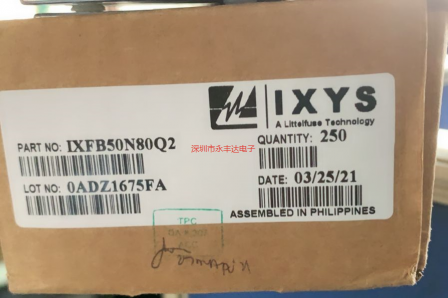 IXYS
A Littelfuse Technology
PART NO: IXFB50N80Q2
QUANTITY: 250
深圳市永丰达电子
LOT NO: 0ADZ1675FA
DATE: 03/25/21
ASSEMBLED IN PHILIPPINES
TPC